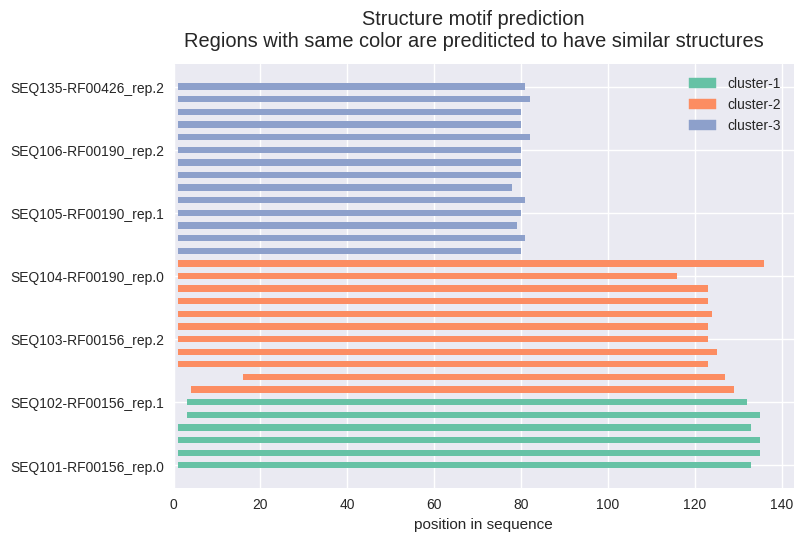 Structure motif prediction
Regions with same color are prediticted to have similar structures
cluster-1
cluster-2
cluster-3
SEQ135-RF00426_rep.2
SEQ106-RF00190_rep.2
SEQ105-RF00190_rep.1
SEQ104-RF00190_rep.0
SEQ103-RF00156_rep.2
SEQ102-RF00156_rep.1
SEQ101-RF00156_rep.0
0 20 40 60 80 100 120 140
position in sequence